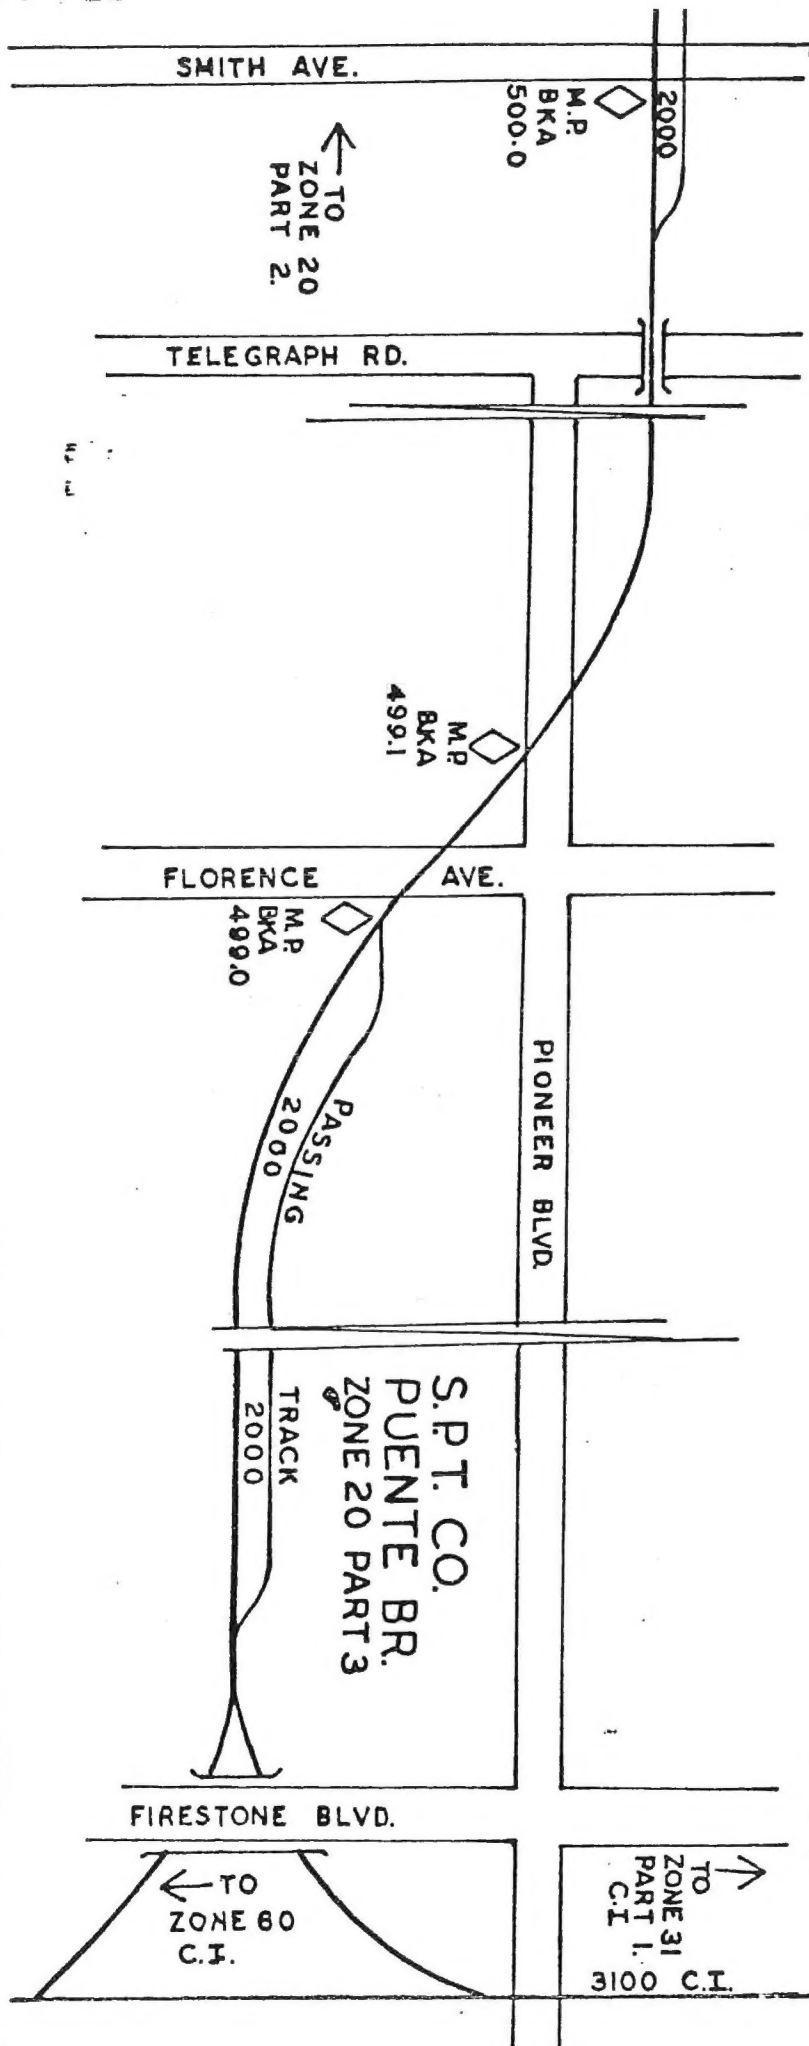 SMITH AVE.
2000
M.P.
BKA
500.0
TO
ZONE 20
PART 2.
TELEGRAPH RD.
M.P.
BKA
499.1
FLORENCE AVE.
M.P.
BKA
499.0
PASSING
2000
PIONEER BLVD.
TRACK
2000
S.P.T. CO.
PUENTE BR.
ZONE 20 PART 3
FIRESTONE BLVD.
TO
ZONE 60
C.I.
TO
ZONE 31
PART 1.
C.I
3100 C.I.